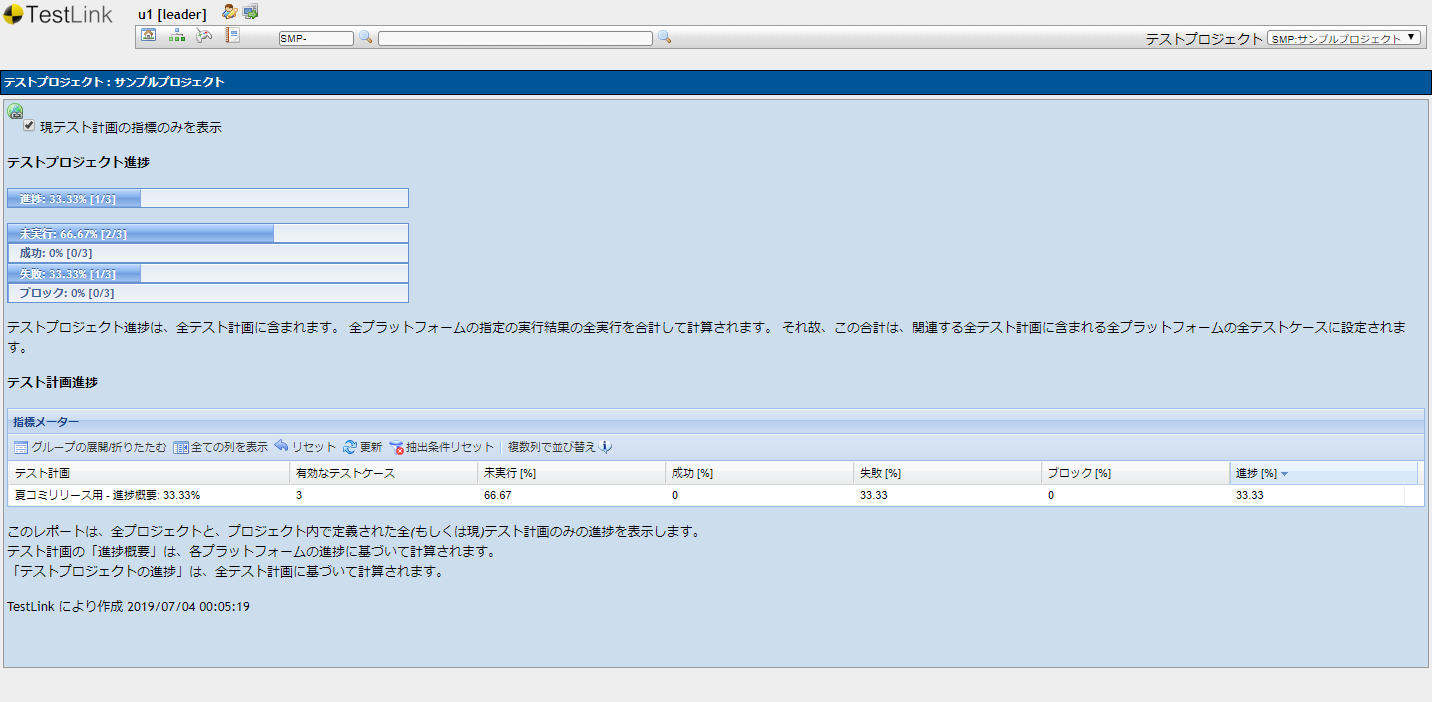 TestLink
u1 [leader]
SMP-
テストプロジェクト SMP:サンプルプロジェクト
テストプロジェクト : サンプルプロジェクト
現テスト計画の指標のみを表示
テストプロジェクト進捗
進捗: 33.33% [1/3]
未実行: 66.67% [2/3]
成功: 0% [0/3]
失敗: 33.33% [1/3]
ブロック: 0% [0/3]
テストプロジェクト進捗は、全テスト計画に含まれます。 全プラットフォームの指定の実行結果の全実行を合計して計算されます。 それ故、この合計は、関連する全テスト計画に含まれる全プラットフォームの全テストケースに設定されま
す。
テスト計画進捗
指標メーター
グループの展開/折りたたむ 全ての列を表示 リセット 更新 抽出条件リセット 複数列で並び替え
テスト計画 有効なテストケース 未実行 [%] 成功 [%] 失敗 [%] ブロック [%] 進捗 [%]
夏コミリリース用 - 進捗概要: 33.33% 3 66.67 0 33.33 0 33.33
このレポートは、全プロジェクトと、プロジェクト内で定義された全(もしくは現)テスト計画のみの進捗を表示します。
テスト計画の「進捗概要」は、各プラットフォームの進捗に基づいて計算されます。
「テストプロジェクトの進捗」は、全テスト計画に基づいて計算されます。
TestLink により作成 2019/07/04 00:05:19